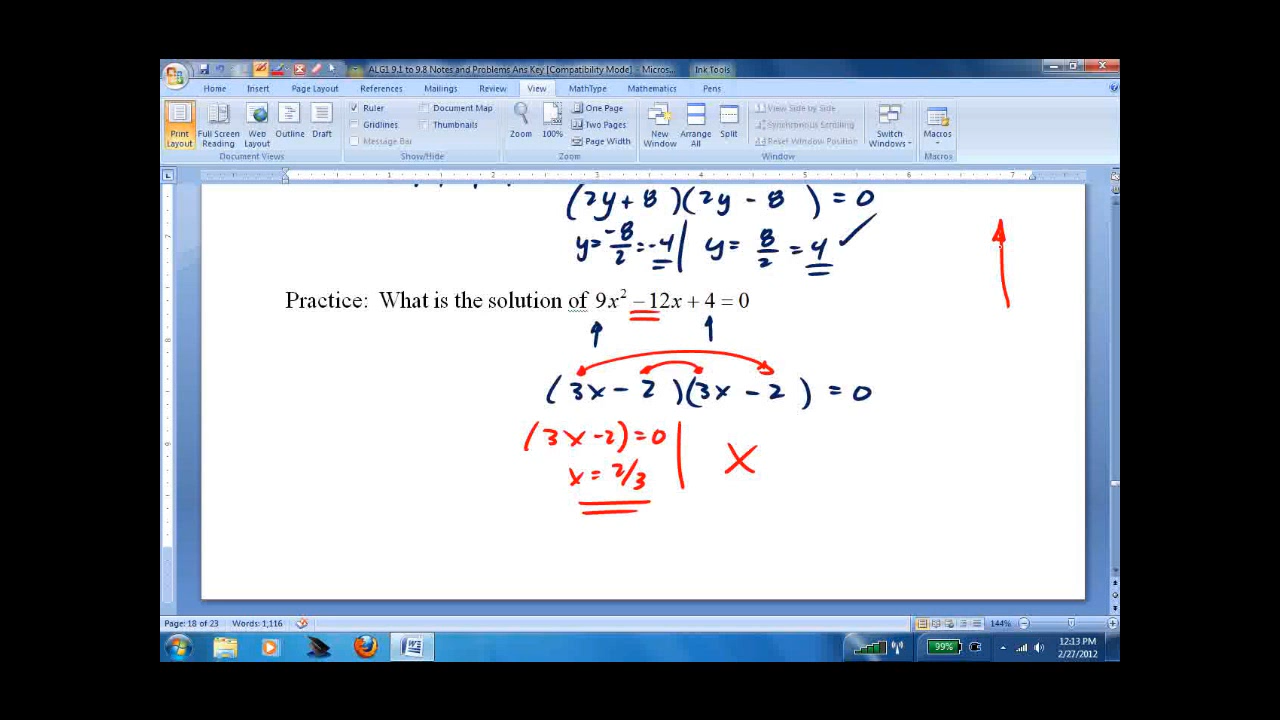 ALG1 9.1 to 9.8 Notes and Problems Ans Key [Compatibility Mode] - Micros...
Ink Tools
Home Insert Page Layout References Mailings Review View MathType Mathematics Pens
Print Layout
Full Screen Reading
Web Layout
Outline
Draft
Document Views
Ruler
Gridlines
Message Bar
Document Map
Thumbnails
Show/Hide
Zoom
100%
One Page
Two Pages
Page Width
Zoom
New Window
Arrange All
Split
View Side by Side
Synchronous Scrolling
Reset Window Position
Window
Switch Windows
Macros
Macros
(2y + 8)(2y - 8) = 0
y = -8/2 = -4 | y = 8/2 = 4 ✓
Practice: What is the solution of 9x² − 12x + 4 = 0
(3x - 2)(3x - 2) = 0
(3x - 2) = 0 | X
x = 2/3
Page: 18 of 23 Words: 1,116
144%
99%
12:13 PM
2/27/2012